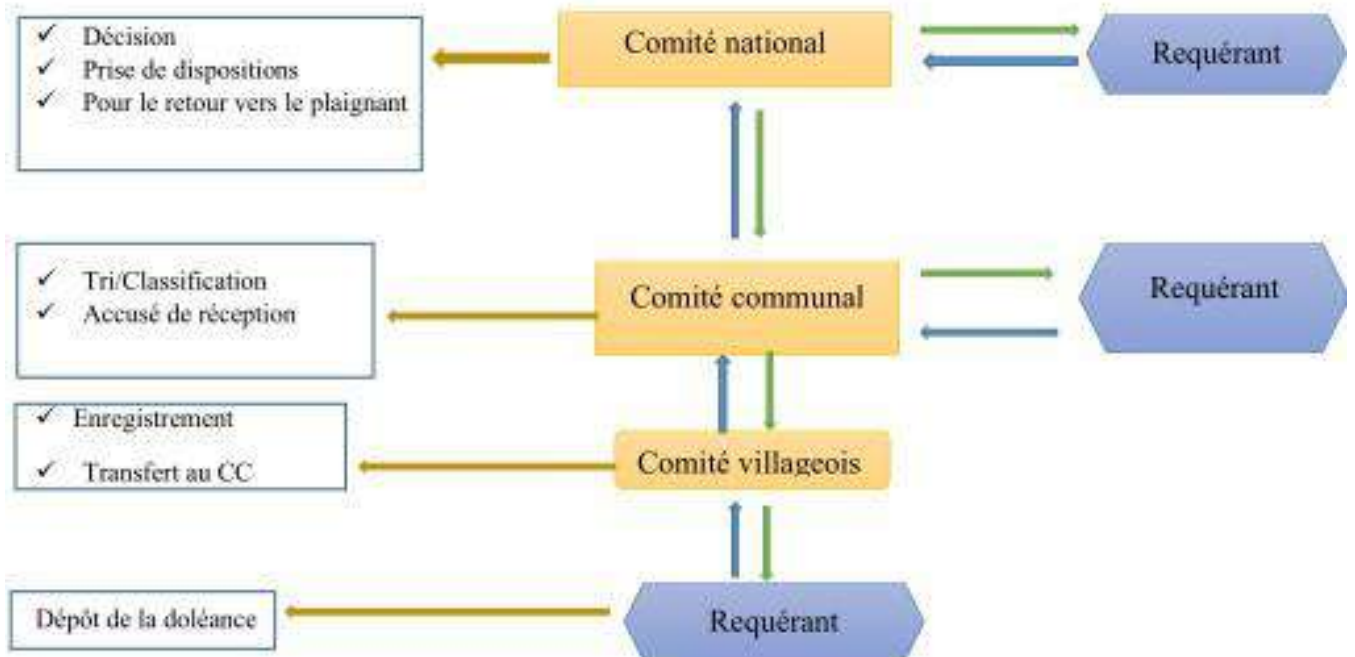 ✓ Décision
✓ Prise de dispositions
✓ Pour le retour vers le plaignant
Comité national
Requérant
✓ Tri/Classification
✓ Accusé de réception
Comité communal
Requérant
✓ Enregistrement
✓ Transfert au CC
Comité villageois
Dépôt de la doléance
Requérant